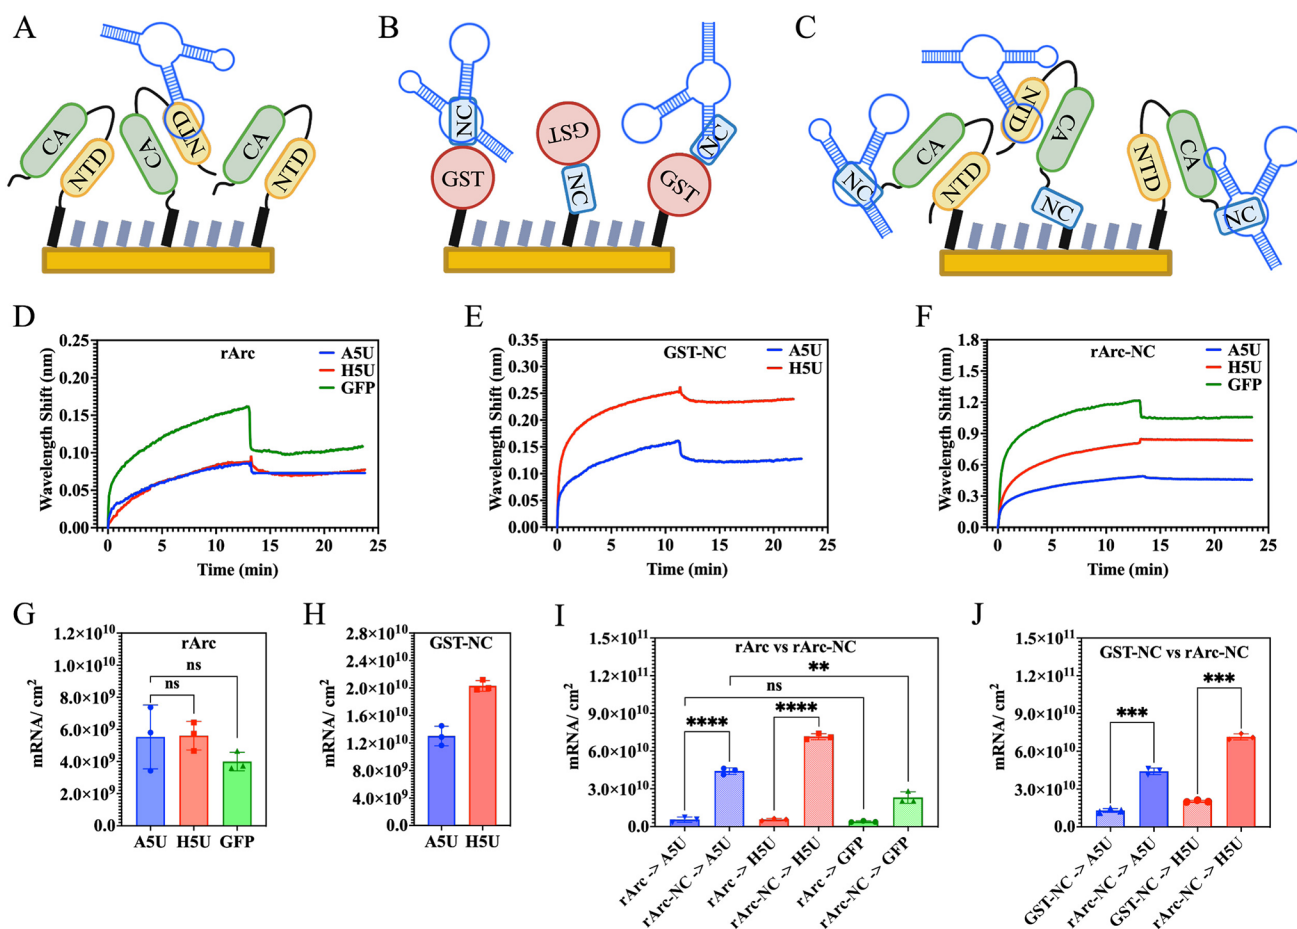 A
B
C
CA
NTD
CA
NTD
CA
NTD
NC
GST
GST
NC
NC
GST
NC
CA
NTD
NTD
CA
NC
NTD
CA
NC
D
rArc
A5U
H5U
GFP
Wavelength Shift (nm)
0.25
0.20
0.15
0.10
0.05
0.00
0 5 10 15 20 25
Time (min)
E
GST-NC
A5U
H5U
Wavelength Shift (nm)
0.35
0.30
0.25
0.20
0.15
0.10
0.05
0.00
0 5 10 15 20 25
Time (min)
F
rArc-NC
A5U
H5U
GFP
Wavelength Shift (nm)
1.8
1.5
1.2
0.9
0.6
0.3
0.0
0 5 10 15 20 25
Time (min)
G
rArc
mRNA/ cm²
1.2×10¹⁰
1.0×10¹⁰
8.0×10⁹
6.0×10⁹
4.0×10⁹
2.0×10⁹
0.0
ns
ns
A5U H5U GFP
H
GST-NC
mRNA/ cm²
2.8×10¹⁰
2.4×10¹⁰
2.0×10¹⁰
1.6×10¹⁰
1.2×10¹⁰
8.0×10⁹
4.0×10⁹
0.0
A5U H5U
I
rArc vs rArc-NC
mRNA/ cm²
1.5×10¹¹
1.2×10¹¹
9.0×10¹⁰
6.0×10¹⁰
3.0×10¹⁰
0.0
**
ns
****
****
rArc -> A5U
rArc-NC -> A5U
rArc -> H5U
rArc-NC -> H5U
rArc -> GFP
rArc-NC -> GFP
J
GST-NC vs rArc-NC
mRNA/ cm²
1.5×10¹¹
1.2×10¹¹
9.0×10¹⁰
6.0×10¹⁰
3.0×10¹⁰
0.0
***
***
GST-NC -> A5U
rArc-NC -> A5U
GST-NC -> H5U
rArc-NC -> H5U